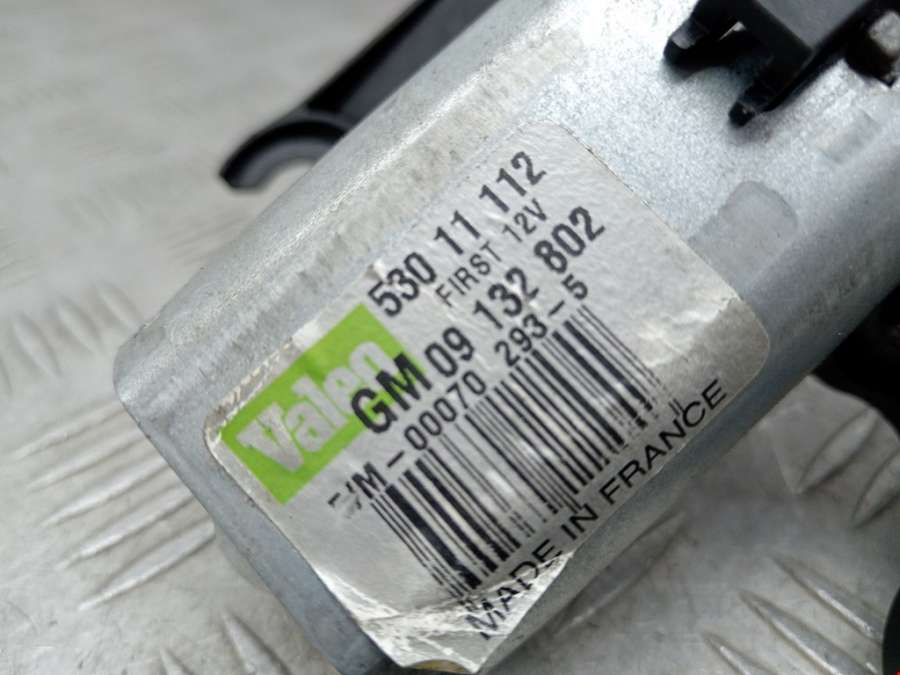 Valeo
530 11 112
FIRST 12V
GM 09 132 802
00070 293-5
MADE IN FRANCE